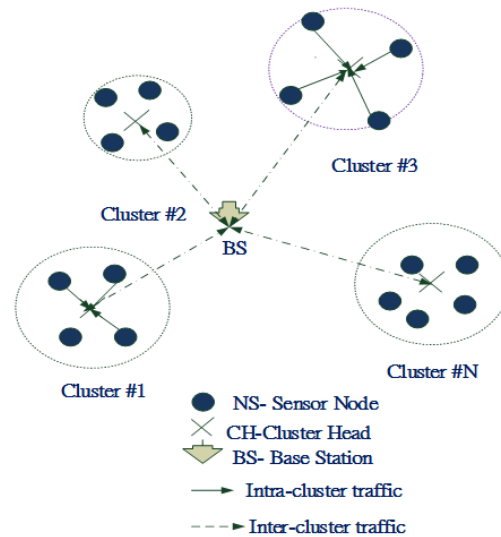 Cluster #3
Cluster #2
BS
Cluster #1
Cluster #N
NS- Sensor Node
CH-Cluster Head
BS- Base Station
Intra-cluster traffic
Inter-cluster traffic